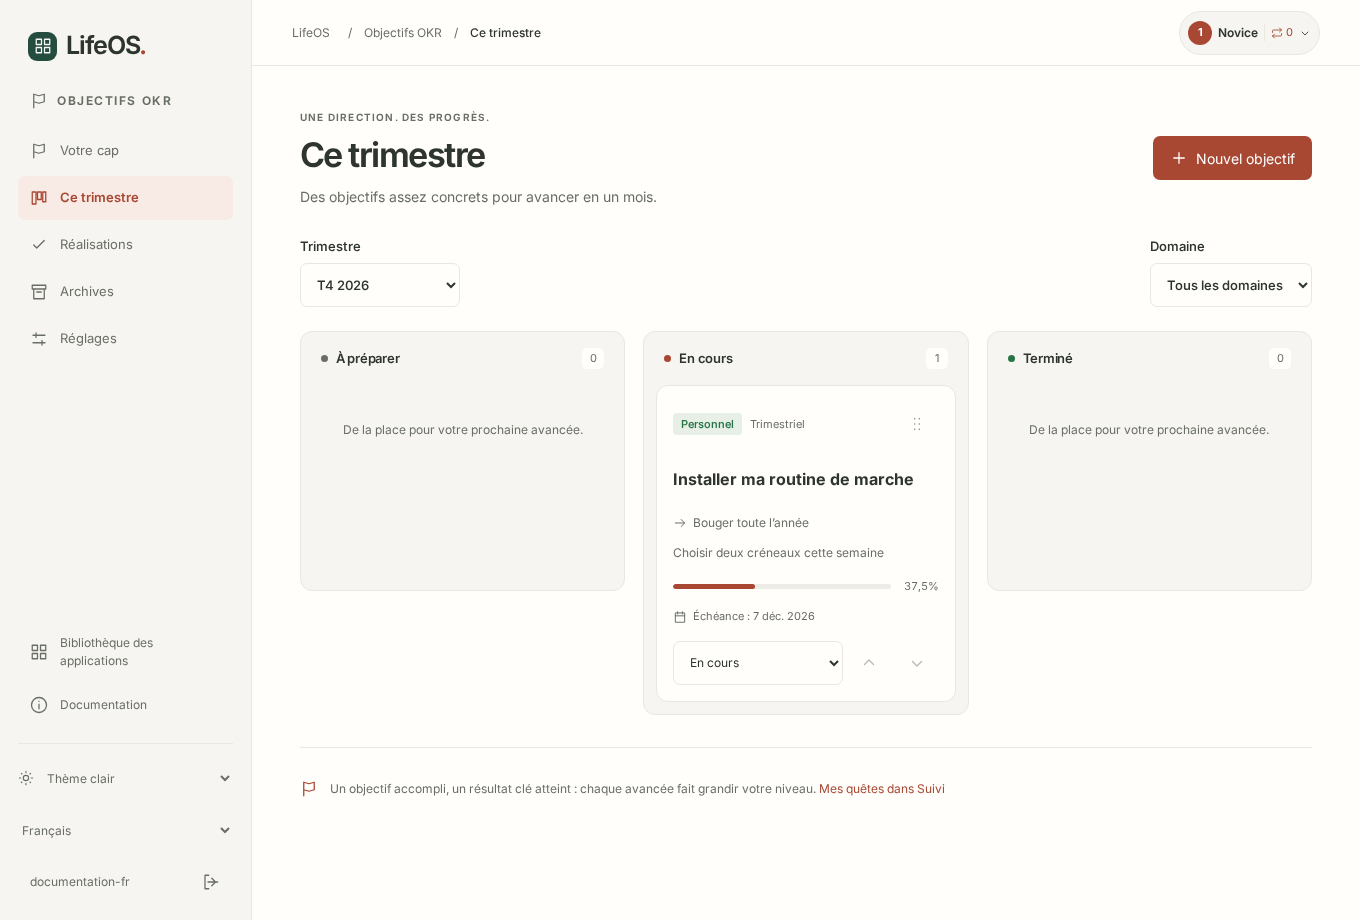 LifeOS.
OBJECTIFS OKR
Votre cap
Ce trimestre
Réalisations
Archives
Réglages
Bibliothèque des
applications
Documentation
Thème clair
Français
documentation-fr
LifeOS / Objectifs OKR / Ce trimestre
1 Novice 0
UNE DIRECTION. DES PROGRÈS.
Ce trimestre
Des objectifs assez concrets pour avancer en un mois.
Nouvel objectif
Trimestre
T4 2026
Domaine
Tous les domaines
À préparer 0
De la place pour votre prochaine avancée.
En cours 1
Personnel Trimestriel
Installer ma routine de marche
Bouger toute l’année
Choisir deux créneaux cette semaine
37,5%
Échéance : 7 déc. 2026
En cours
Terminé 0
De la place pour votre prochaine avancée.
Un objectif accompli, un résultat clé atteint : chaque avancée fait grandir votre niveau. Mes quêtes dans Suivi